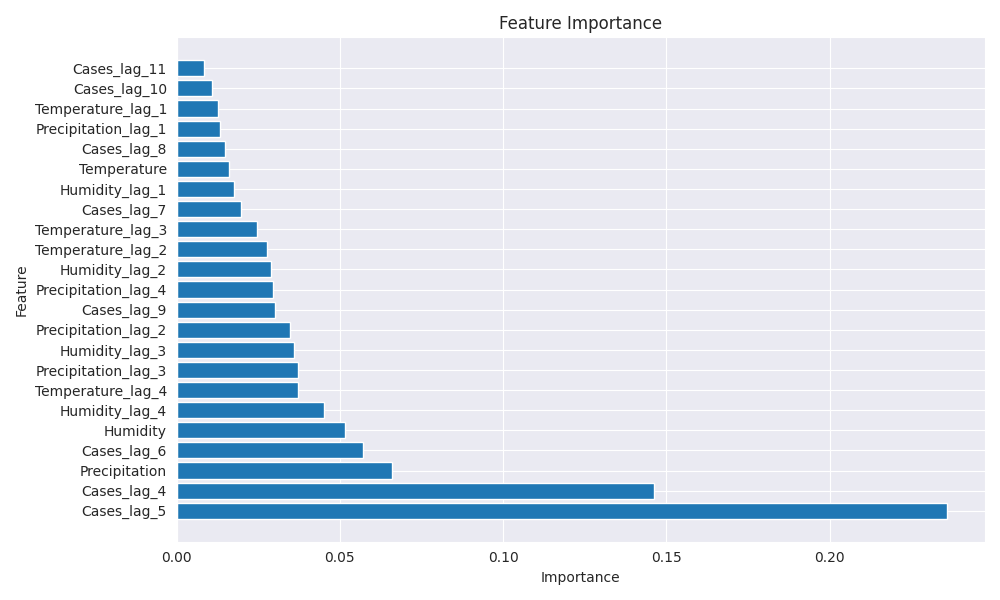 Feature Importance
Cases_lag_11
Cases_lag_10
Temperature_lag_1
Precipitation_lag_1
Cases_lag_8
Temperature
Humidity_lag_1
Cases_lag_7
Temperature_lag_3
Temperature_lag_2
Humidity_lag_2
Precipitation_lag_4
Cases_lag_9
Precipitation_lag_2
Humidity_lag_3
Precipitation_lag_3
Temperature_lag_4
Humidity_lag_4
Humidity
Cases_lag_6
Precipitation
Cases_lag_4
Cases_lag_5
Feature
0.00 0.05 0.10 0.15 0.20
Importance